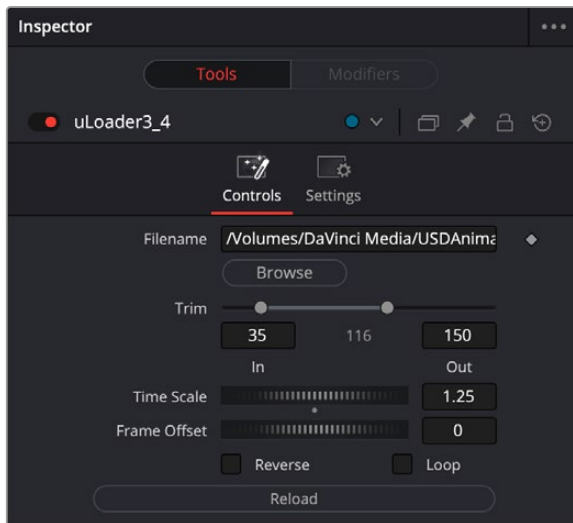 Inspector
Tools Modifiers
uLoader3_4
Controls Settings
Filename /Volumes/DaVinci Media/USDAnima
Browse
Trim
35 116 150
In Out
Time Scale 1.25
Frame Offset 0
Reverse Loop
Reload